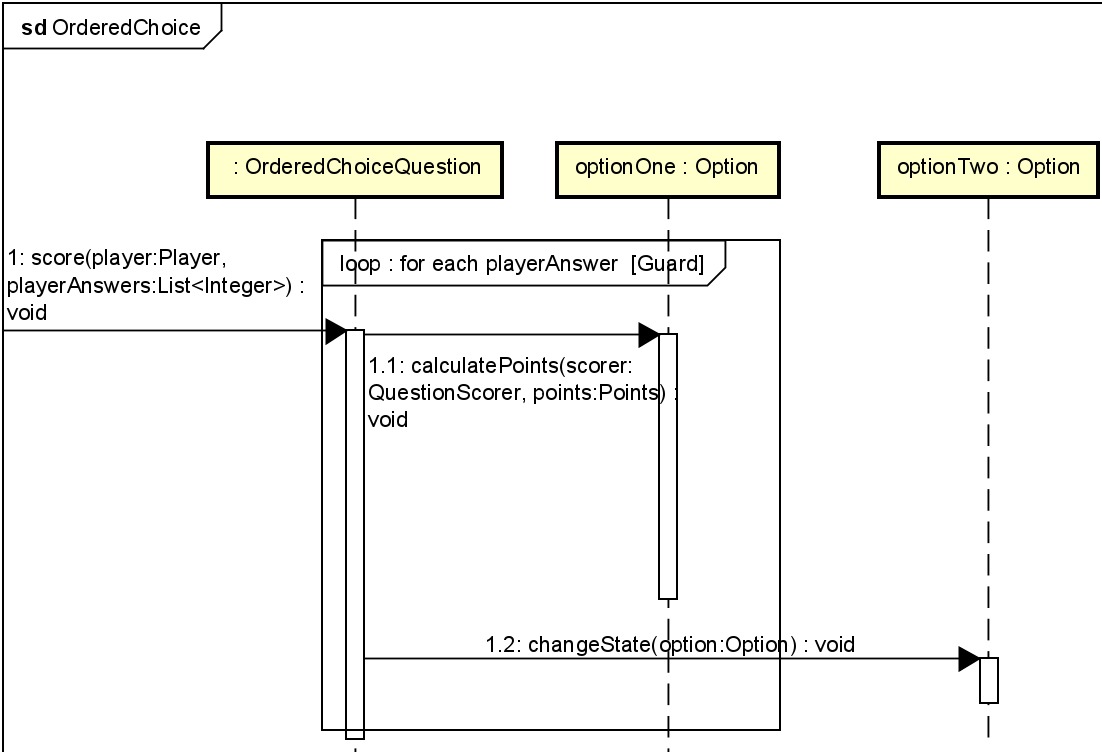 sd OrderedChoice
: OrderedChoiceQuestion
optionOne : Option
optionTwo : Option
1: score(player:Player,
playerAnswers:List<Integer>) :
void
loop : for each playerAnswer [Guard]
1.1: calculatePoints(scorer:
QuestionScorer, points:Points) :
void
1.2: changeState(option:Option) : void